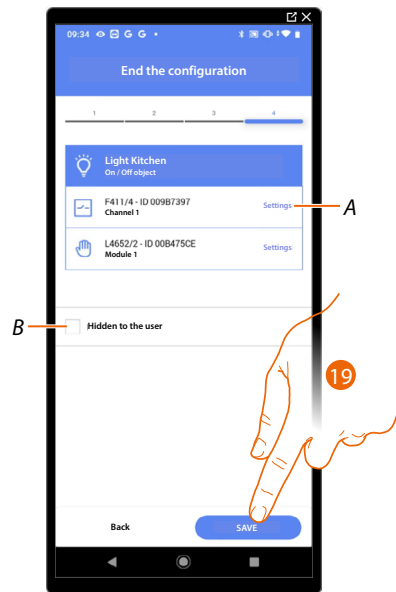 09:34 G G •
End the configuration
1 2 3 4
Light Kitchen
On / Off object
F411/4 - ID 009B7397
Channel 1
Settings
A
L4652/2 - ID 00B475CE
Module 1
Settings
B
Hidden to the user
19
Back
SAVE